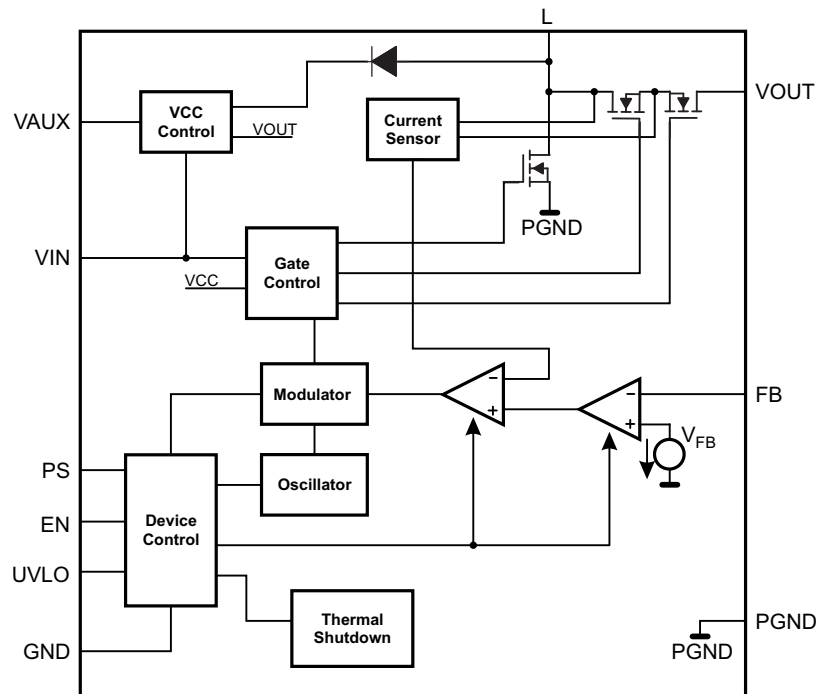 L
VAUX
VCC
Control
VOUT
Current
Sensor
VOUT
PGND
VIN
VCC
Gate
Control
Modulator
FB
VFB
PS
EN
UVLO
GND
Device
Control
Oscillator
Thermal
Shutdown
PGND
PGND
-
+
-
+